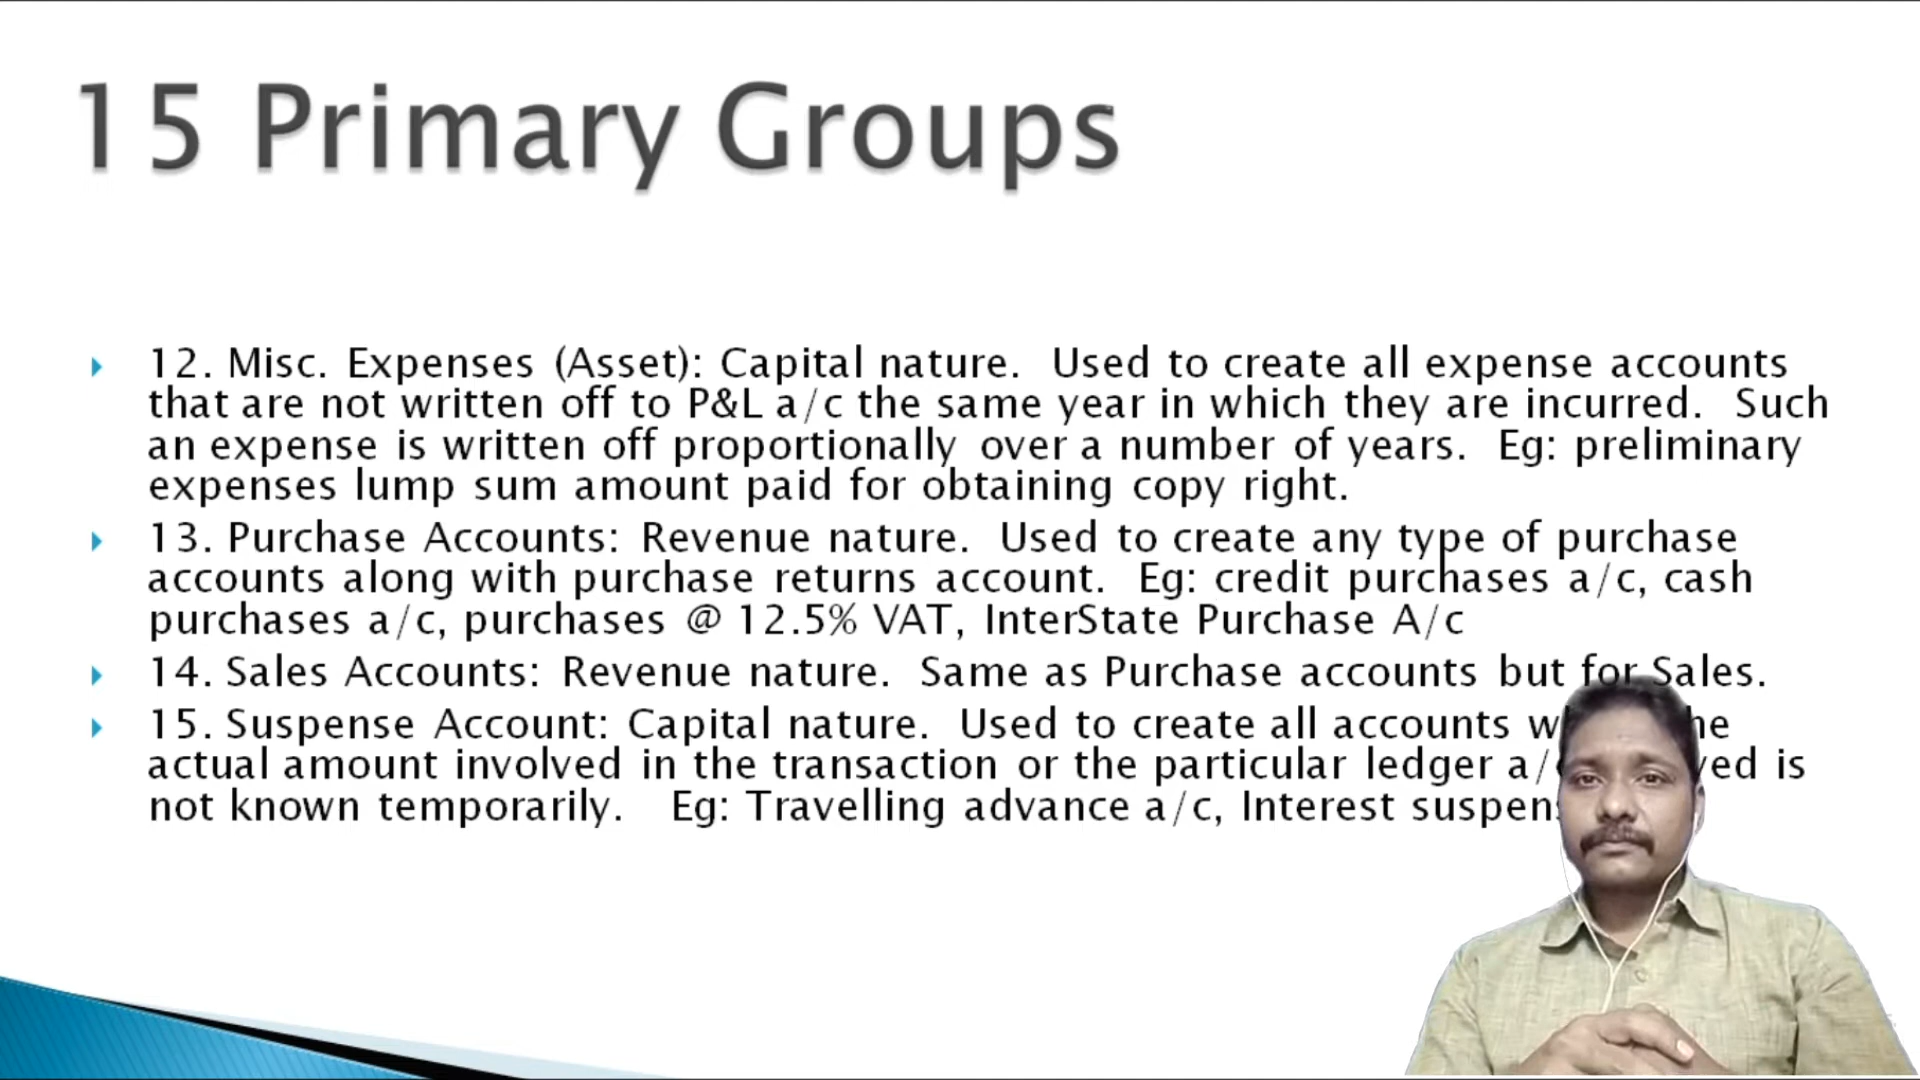 15 Primary Groups
12. Misc. Expenses (Asset): Capital nature. Used to create all expense accounts
that are not written off to P&L a/c the same year in which they are incurred. Such
an expense is written off proportionally over a number of years. Eg: preliminary
expenses lump sum amount paid for obtaining copy right.
13. Purchase Accounts: Revenue nature. Used to create any type of purchase
accounts along with purchase returns account. Eg: credit purchases a/c, cash
purchases a/c, purchases @ 12.5% VAT, InterState Purchase A/c
14. Sales Accounts: Revenue nature. Same as Purchase accounts but for Sales.
15. Suspense Account: Capital nature. Used to create all accounts
actual amount involved in the transaction or the particular ledger is
not known temporarily. Eg: Travelling advance a/c, Interest